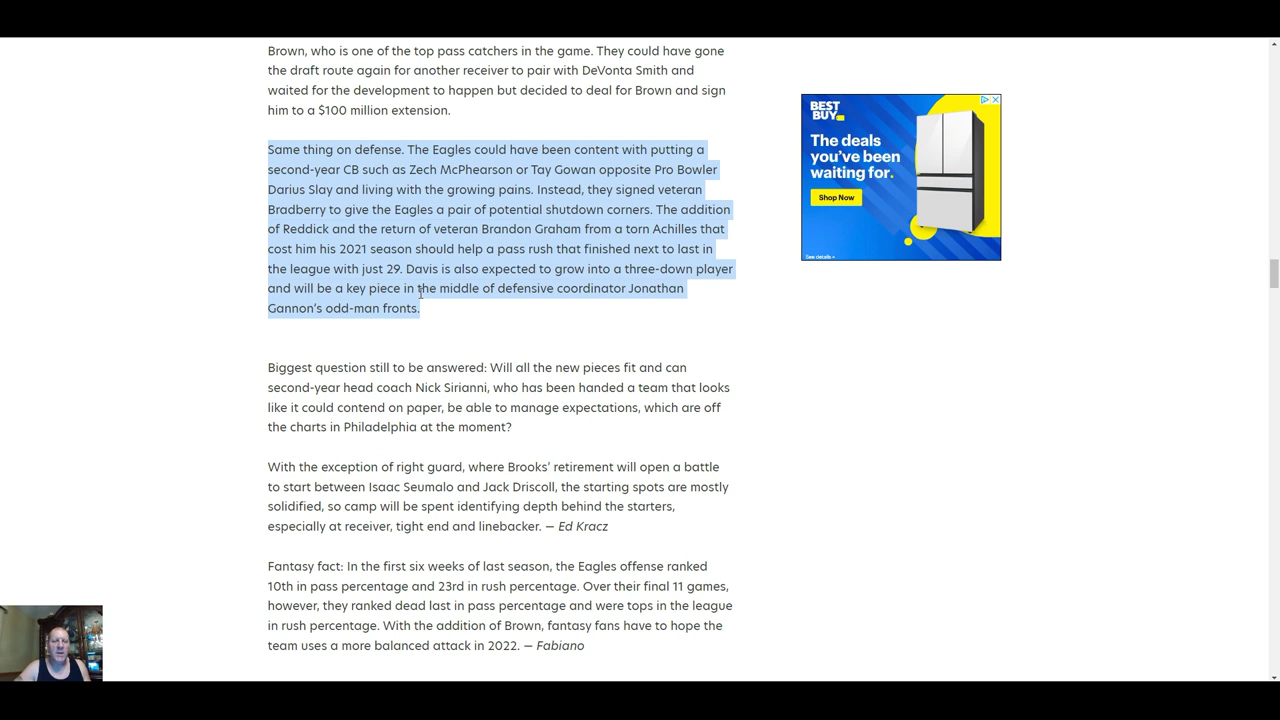 Brown, who is one of the top pass catchers in the game. They could have gone
the draft route again for another receiver to pair with DeVonta Smith and
waited for the development to happen but decided to deal for Brown and sign
him to a $100 million extension.
Same thing on defense. The Eagles could have been content with putting a
second-year CB such as Zech McPhearson or Tay Gowan opposite Pro Bowler
Darius Slay and living with the growing pains. Instead, they signed veteran
Bradberry to give the Eagles a pair of potential shutdown corners. The addition
of Reddick and the return of veteran Brandon Graham from a torn Achilles that
cost him his 2021 season should help a pass rush that finished next to last in
the league with just 29. Davis is also expected to grow into a three-down player
and will be a key piece in the middle of defensive coordinator Jonathan
Gannon's odd-man fronts.
Biggest question still to be answered: Will all the new pieces fit and can
second-year head coach Nick Sirianni, who has been handed a team that looks
like it could contend on paper, be able to manage expectations, which are off
the charts in Philadelphia at the moment?
With the exception of right guard, where Brooks' retirement will open a battle
to start between Isaac Seumalo and Jack Driscoll, the starting spots are mostly
solidified, so camp will be spent identifying depth behind the starters,
especially at receiver, tight end and linebacker. — Ed Kracz
Fantasy fact: In the first six weeks of last season, the Eagles offense ranked
10th in pass percentage and 23rd in rush percentage. Over their final 11 games,
however, they ranked dead last in pass percentage and were tops in the league
in rush percentage. With the addition of Brown, fantasy fans have to hope the
team uses a more balanced attack in 2022. — Fabiano
BEST
BUY
The deals
you've been
waiting for.
Shop Now
See details »